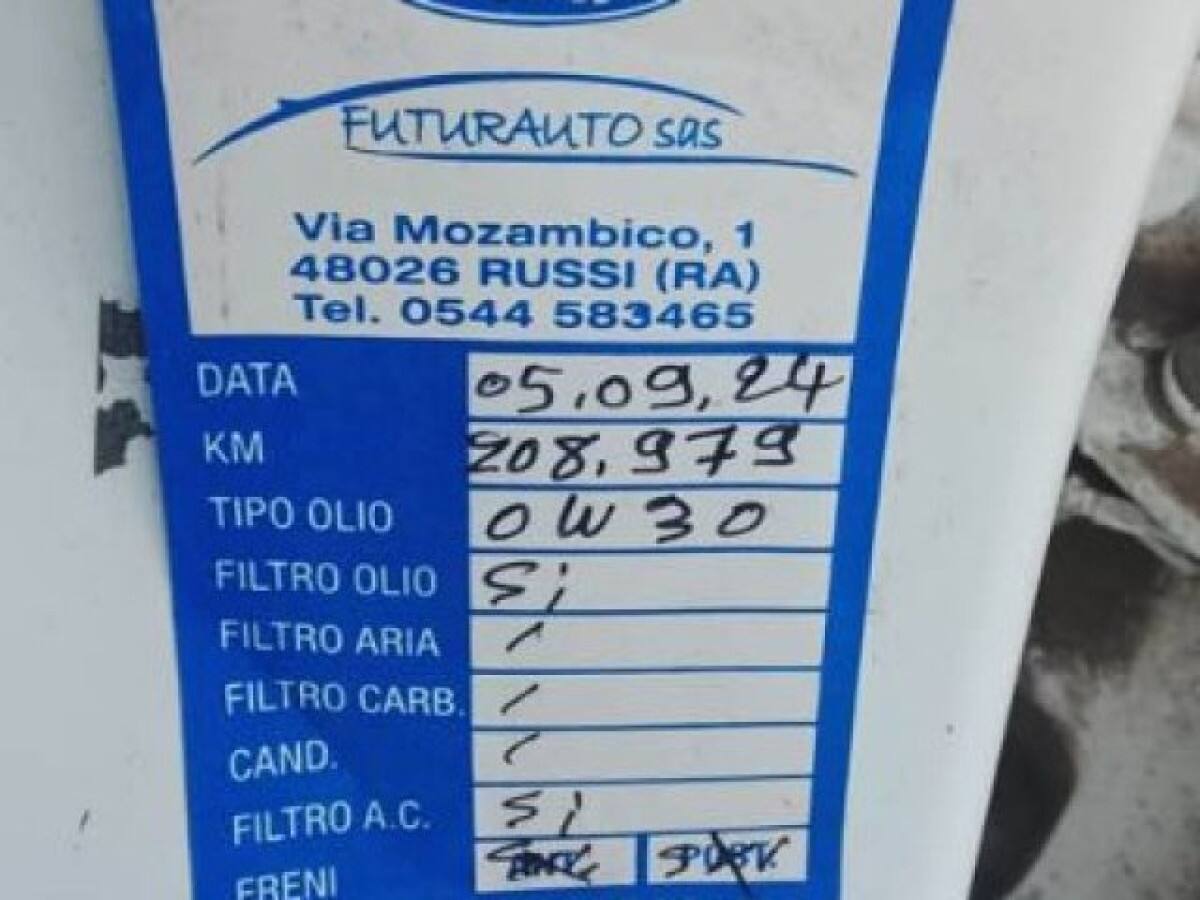 FUTURAUTO sas
Via Mozambico, 1
48026 RUSSI (RA)
Tel. 0544 583465
DATA 05.09.24
KM 208.979
TIPO OLIO 0W30
FILTRO OLIO Si
FILTRO ARIA /
FILTRO CARB. /
CAND. /
FILTRO A.C. Si
FRENI